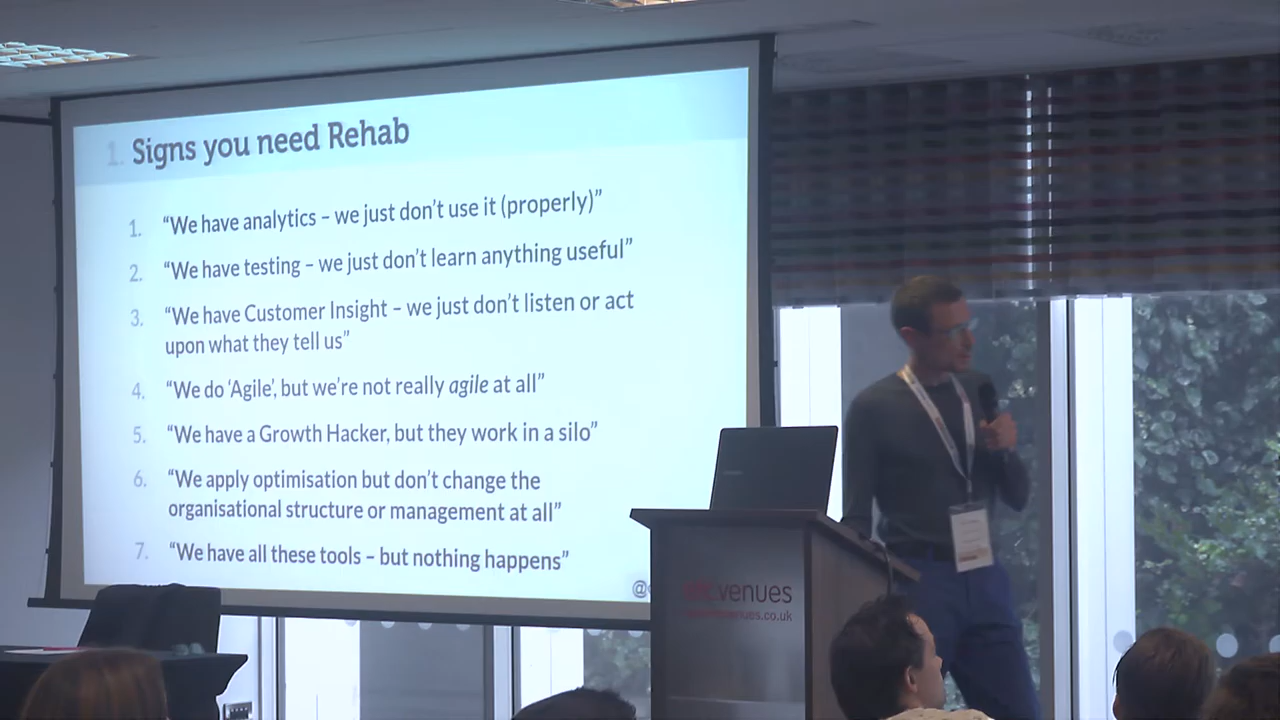 1. Signs you need Rehab
1. “We have analytics – we just don’t use it (properly)”
2. “We have testing – we just don’t learn anything useful”
3. “We have Customer Insight – we just don’t listen or act
upon what they tell us”
4. “We do ‘Agile’, but we’re not really agile at all”
5. “We have a Growth Hacker, but they work in a silo”
6. “We apply optimisation but don’t change the
organisational structure or management at all”
7. “We have all these tools – but nothing happens”
venues